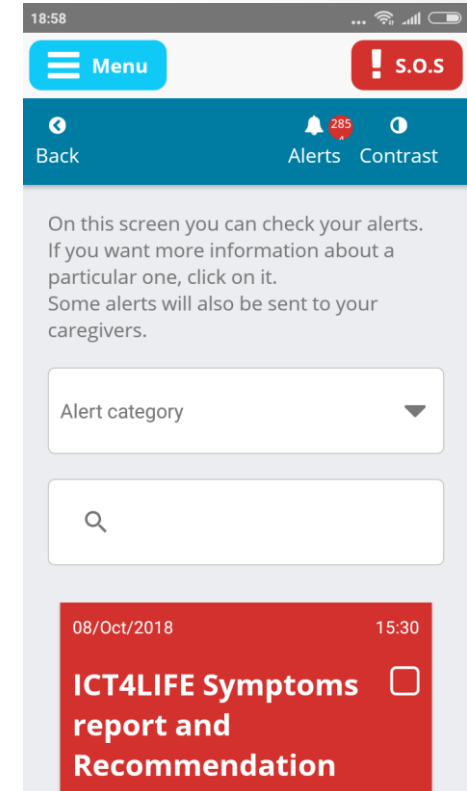 18:58
Menu
S.O.S
285
Back
Alerts
Contrast
On this screen you can check your alerts.
If you want more information about a
particular one, click on it.
Some alerts will also be sent to your
caregivers.
Alert category
08/Oct/2018
15:30
ICT4LIFE Symptoms
report and
Recommendation